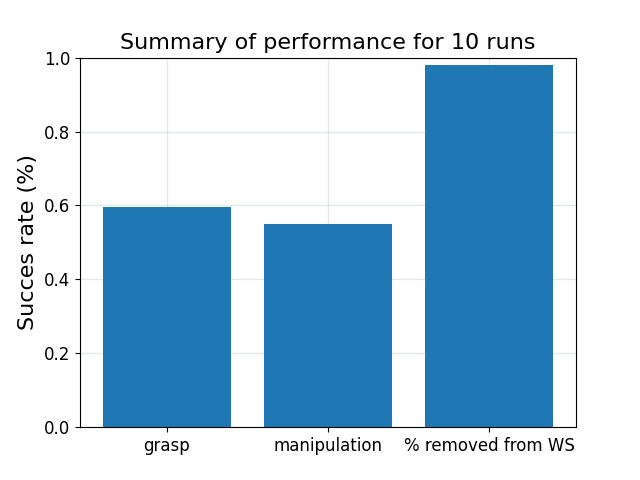 Summary of performance for 10 runs
Succes rate (%)
1.0
0.8
0.6
0.4
0.2
0.0
grasp manipulation % removed from WS